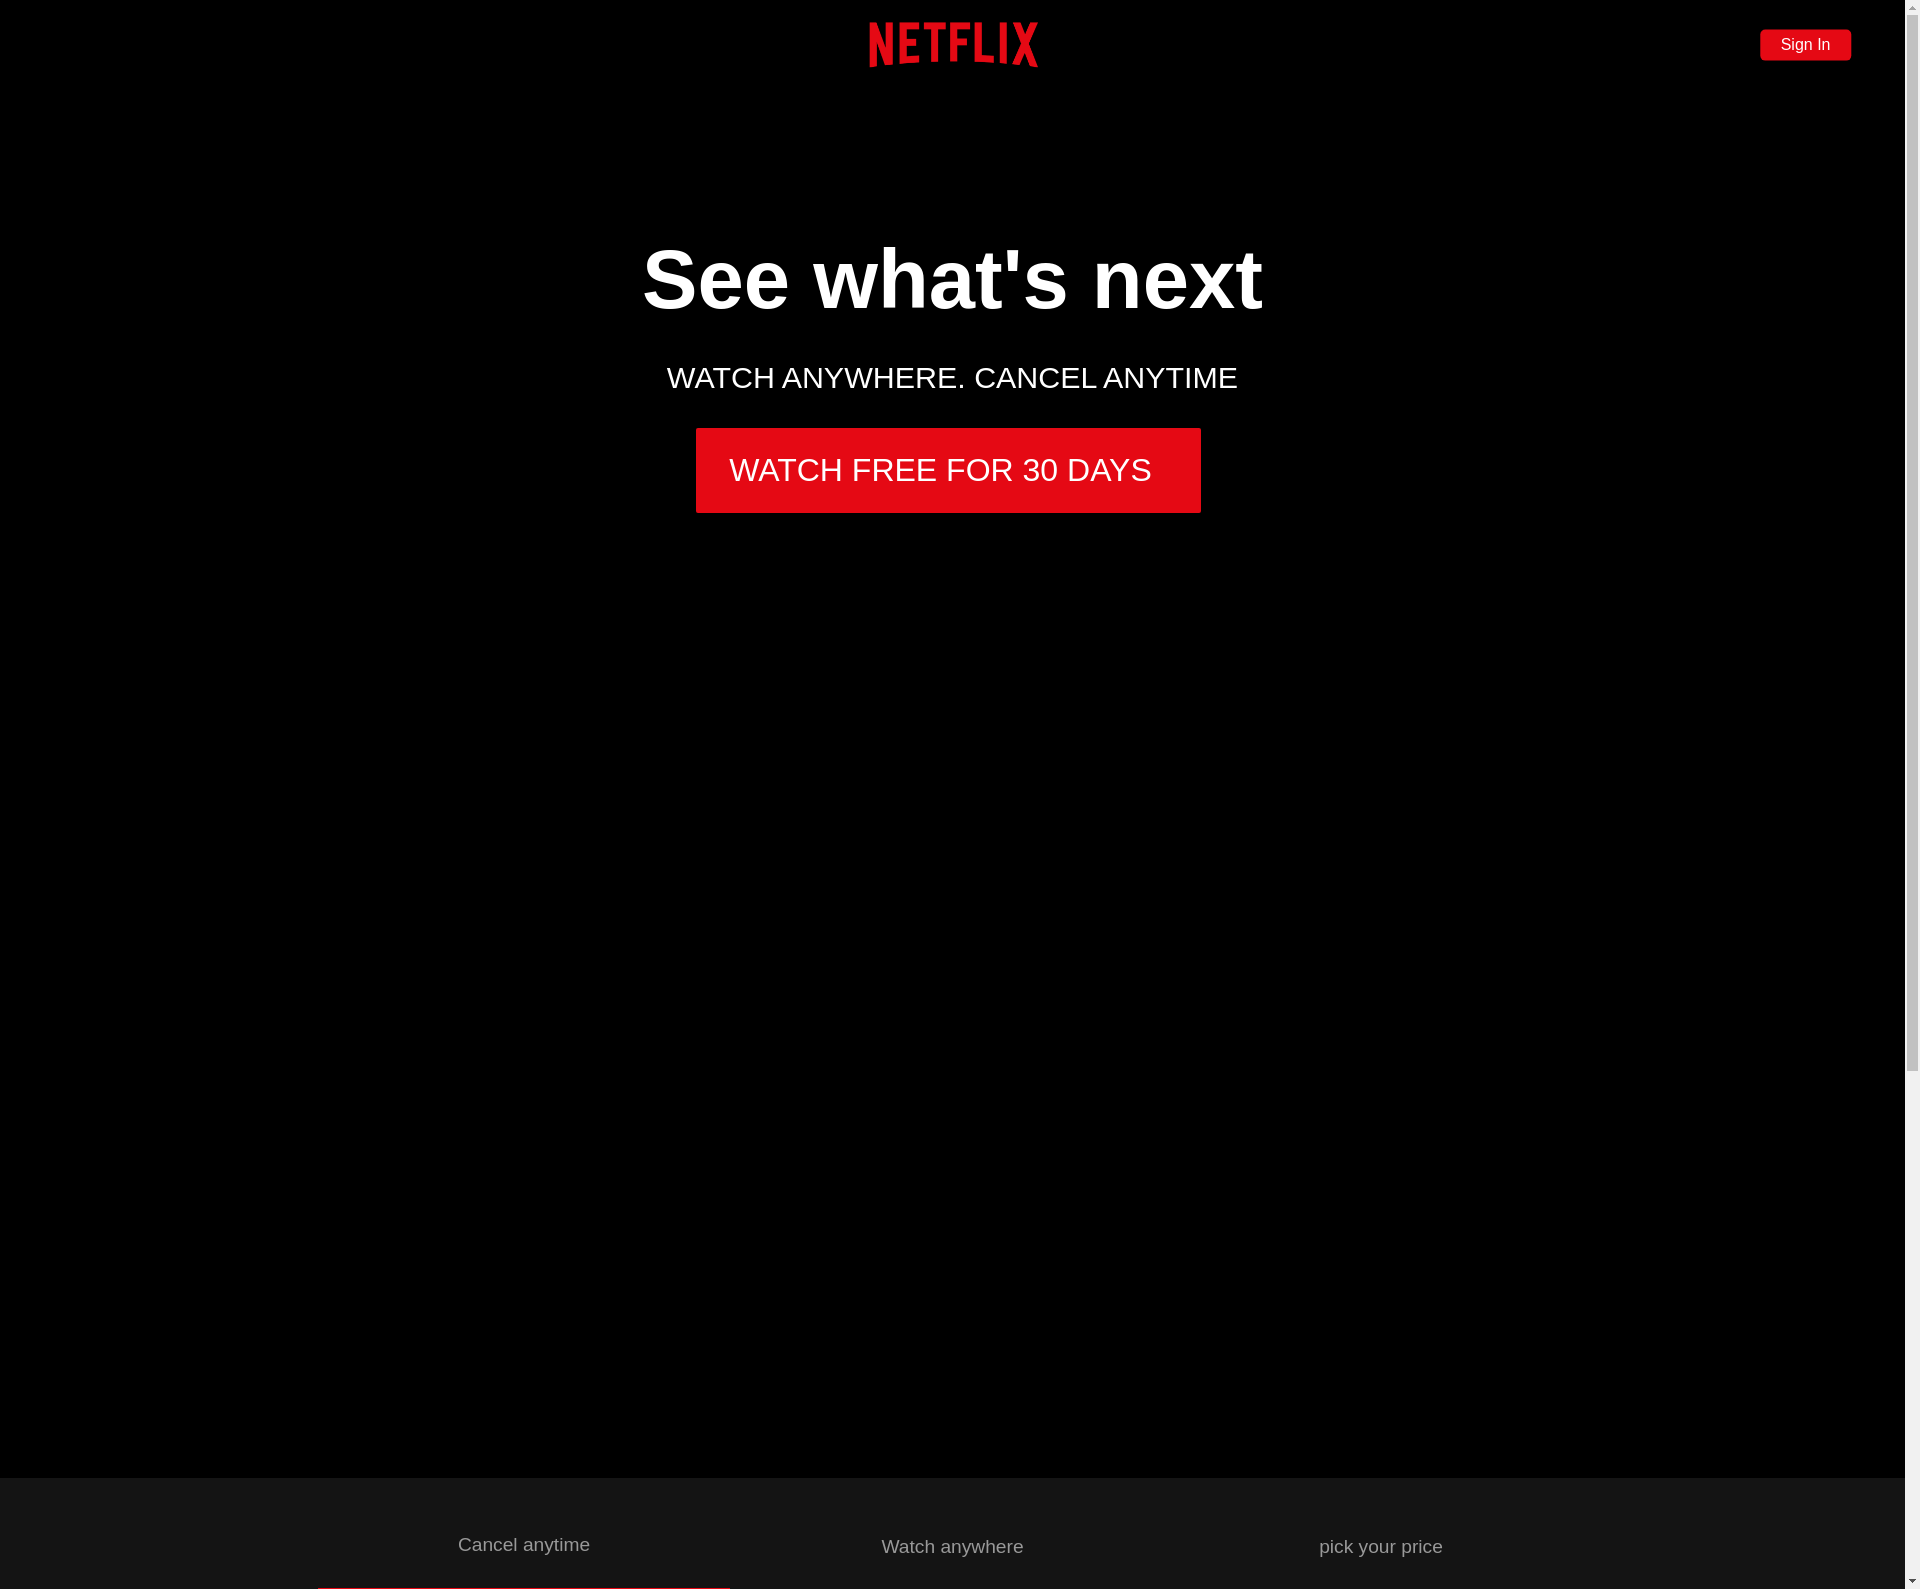 NETFLIX
Sign In
See what's next
WATCH ANYWHERE. CANCEL ANYTIME
WATCH FREE FOR 30 DAYS
Cancel anytime
Watch anywhere
pick your price